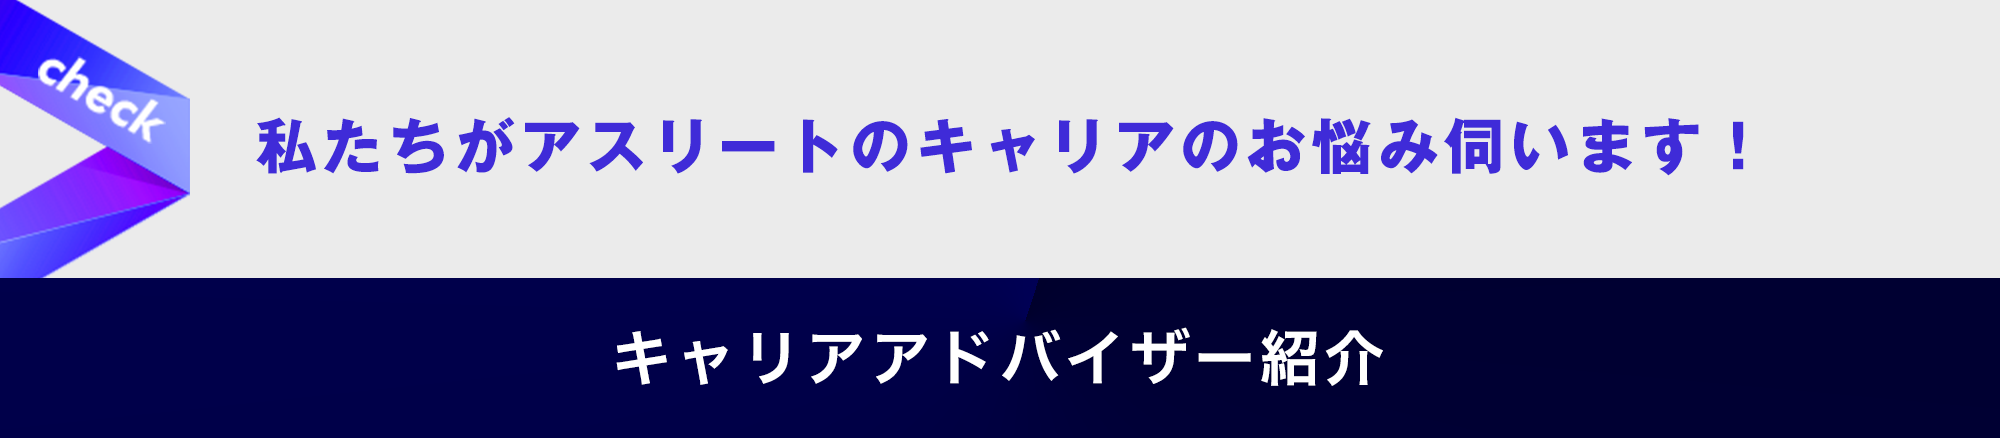 check
私たちがアスリートのキャリアのお悩み伺います！
キャリアアドバイザー紹介